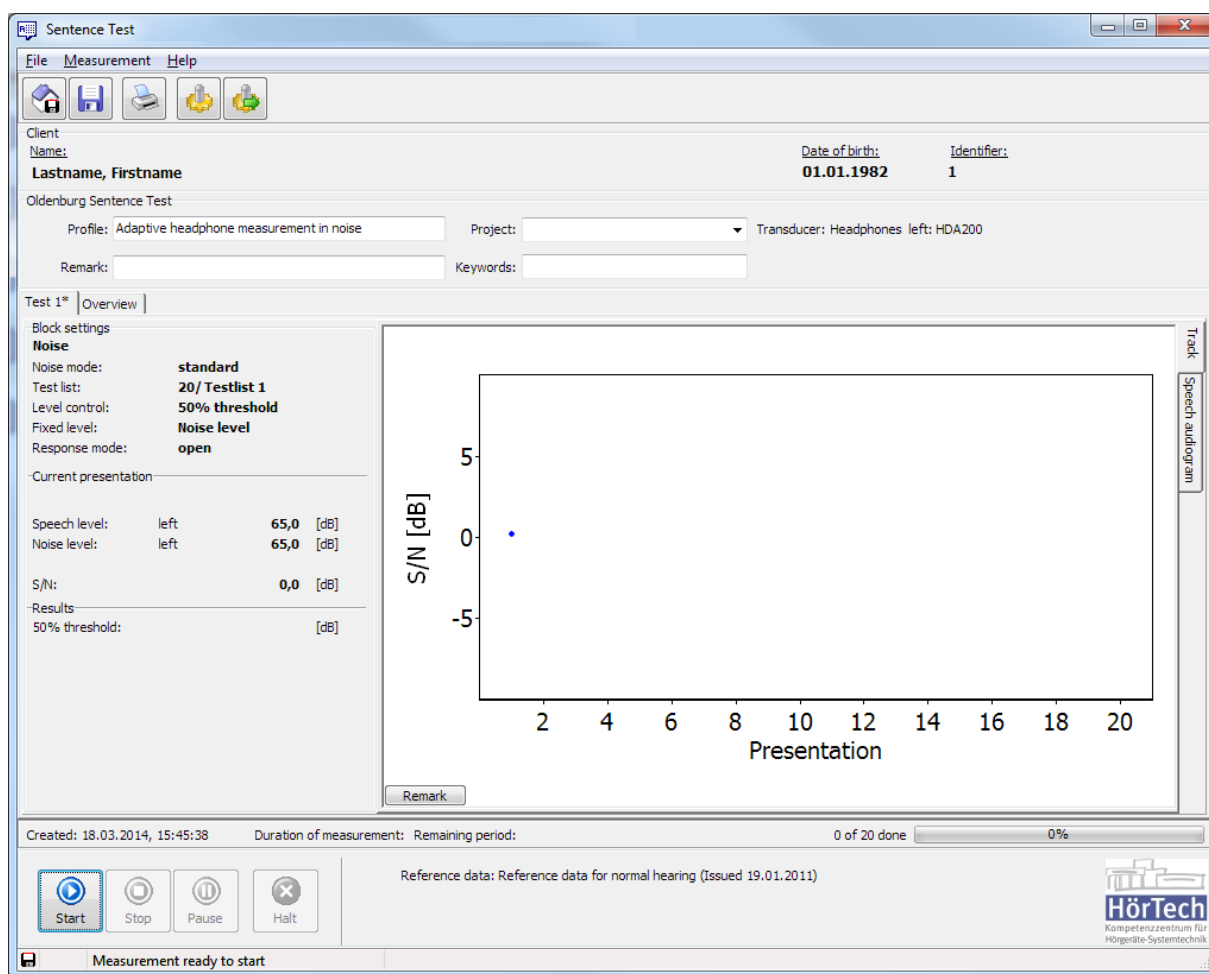 Sentence Test
File Measurement Help
Client
Name:
Date of birth:
Identifier:
Lastname, Firstname
01.01.1982
1
Oldenburg Sentence Test
Profile: Adaptive headphone measurement in noise
Project:
Transducer: Headphones left: HDA200
Remark:
Keywords:
Test 1*
Overview
Block settings
Noise
Noise mode: standard
Test list: 20/ Testlist 1
Level control: 50% threshold
Fixed level: Noise level
Response mode: open
Current presentation
Speech level: left 65,0 [dB]
Noise level: left 65,0 [dB]
S/N: 0,0 [dB]
Results
50% threshold: [dB]
S/N [dB]
5
0
-5
2 4 6 8 10 12 14 16 18 20
Presentation
Track
Speech audiogram
Remark
Created: 18.03.2014, 15:45:38 Duration of measurement: Remaining period: 0 of 20 done 0%
Start
Stop
Pause
Halt
Reference data: Reference data for normal hearing (Issued 19.01.2011)
HörTech
Kompetenzzentrum für
Hörgeräte-Systemtechnik
Measurement ready to start